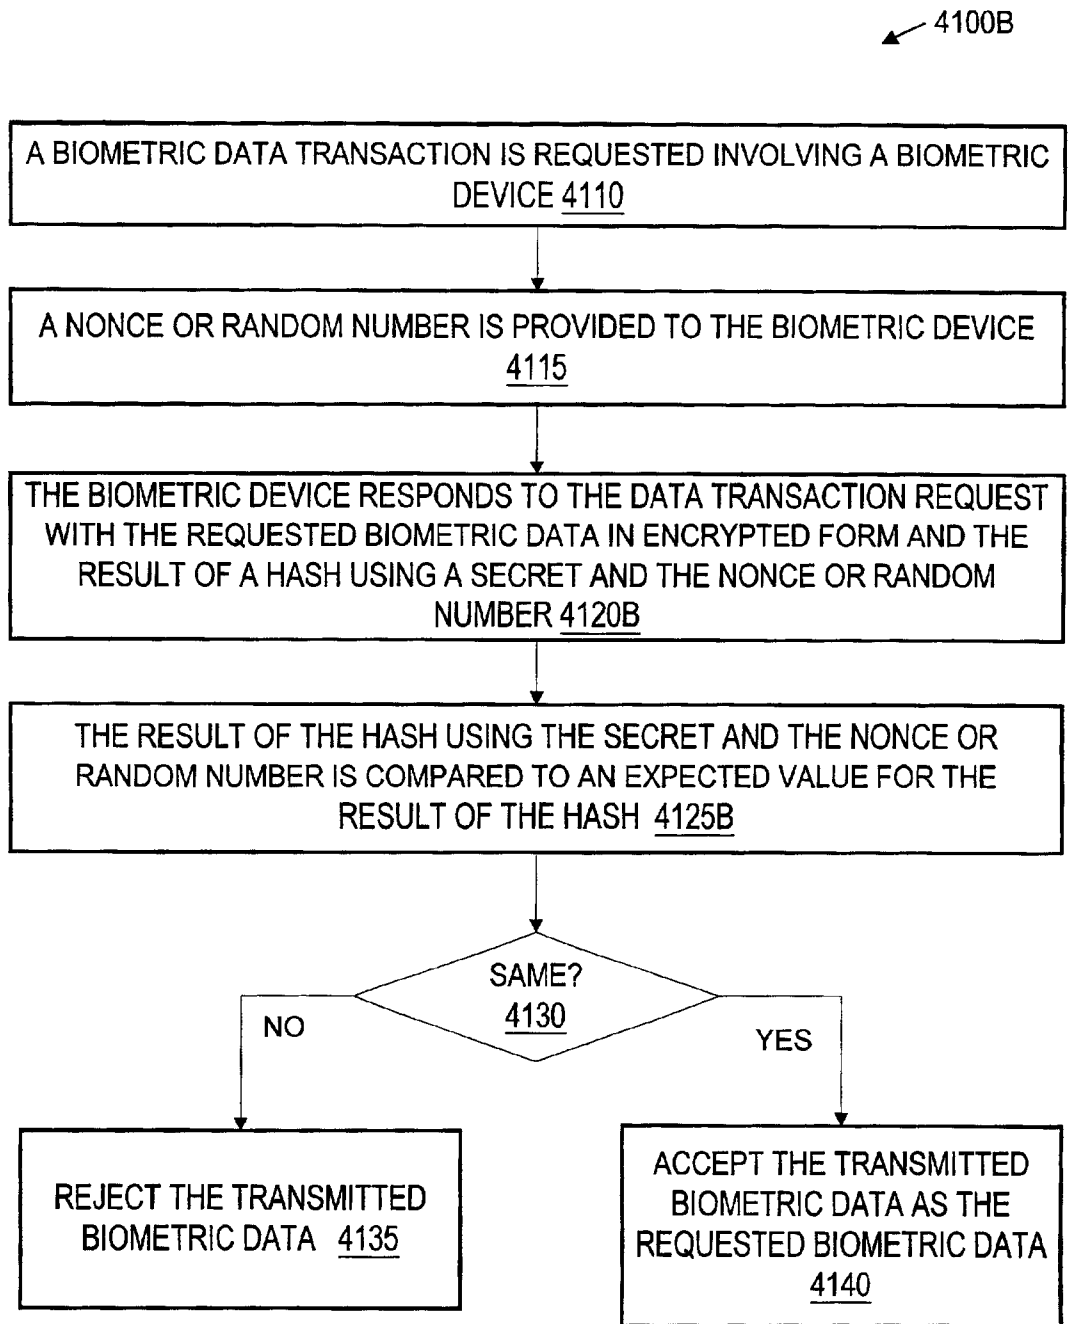 4100B
A BIOMETRIC DATA TRANSACTION IS REQUESTED INVOLVING A BIOMETRIC
DEVICE 4110
A NONCE OR RANDOM NUMBER IS PROVIDED TO THE BIOMETRIC DEVICE
4115
THE BIOMETRIC DEVICE RESPONDS TO THE DATA TRANSACTION REQUEST
WITH THE REQUESTED BIOMETRIC DATA IN ENCRYPTED FORM AND THE
RESULT OF A HASH USING A SECRET AND THE NONCE OR RANDOM
NUMBER 4120B
THE RESULT OF THE HASH USING THE SECRET AND THE NONCE OR
RANDOM NUMBER IS COMPARED TO AN EXPECTED VALUE FOR THE
RESULT OF THE HASH 4125B
SAME?
4130
NO
YES
REJECT THE TRANSMITTED
BIOMETRIC DATA 4135
ACCEPT THE TRANSMITTED
BIOMETRIC DATA AS THE
REQUESTED BIOMETRIC DATA
4140